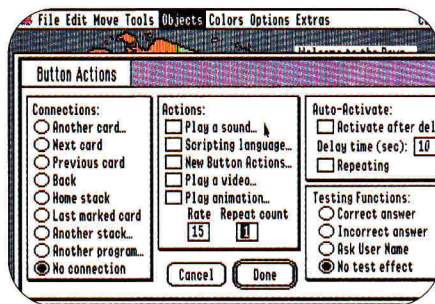 File Edit Move Tools Objects Colors Options Extras
Button Actions
Connections:
Another card...
Next card
Previous card
Back
Home stack
Last marked card
Another stack...
Another program...
No connection
Actions:
Play a sound...
Scripting language...
New Button Actions...
Play a video...
Play animation...
Rate Repeat count
15 1
Cancel Done
Auto-Activate:
Activate after del
Delay time (sec): 10
Repeating
Testing Functions:
Correct answer
Incorrect answer
Ask User Name
No test effect